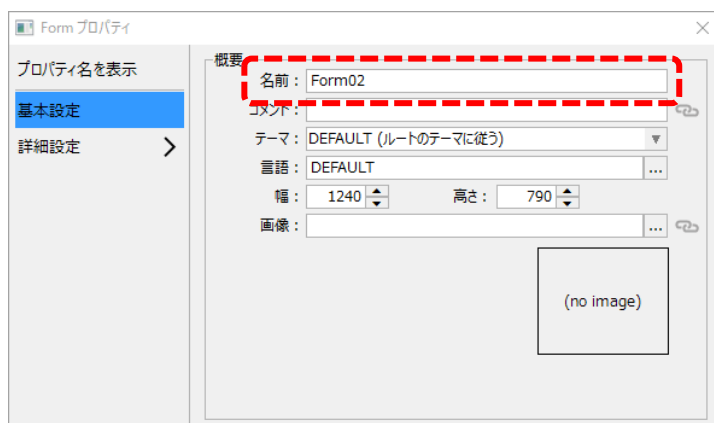 Form プロパティ
プロパティ名を表示
基本設定
詳細設定
概要
名前： Form02
コメント：
テーマ： DEFAULT (ルートのテーマに従う)
言語： DEFAULT ...
幅： 1240 高さ： 790
画像： ...
(no image)